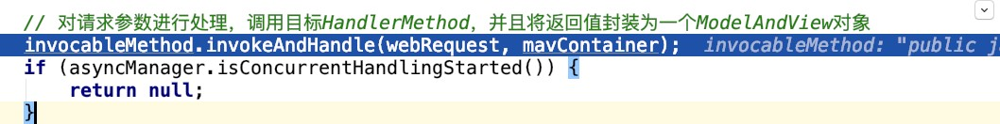 // 对请求参数进行处理，调用目标HandlerMethod，并且将返回值封装为一个ModelAndView对象
invocableMethod.invokeAndHandle(webRequest, mavContainer);  invocableMethod: "public j
if (asyncManager.isConcurrentHandlingStarted()) {
    return null;
}